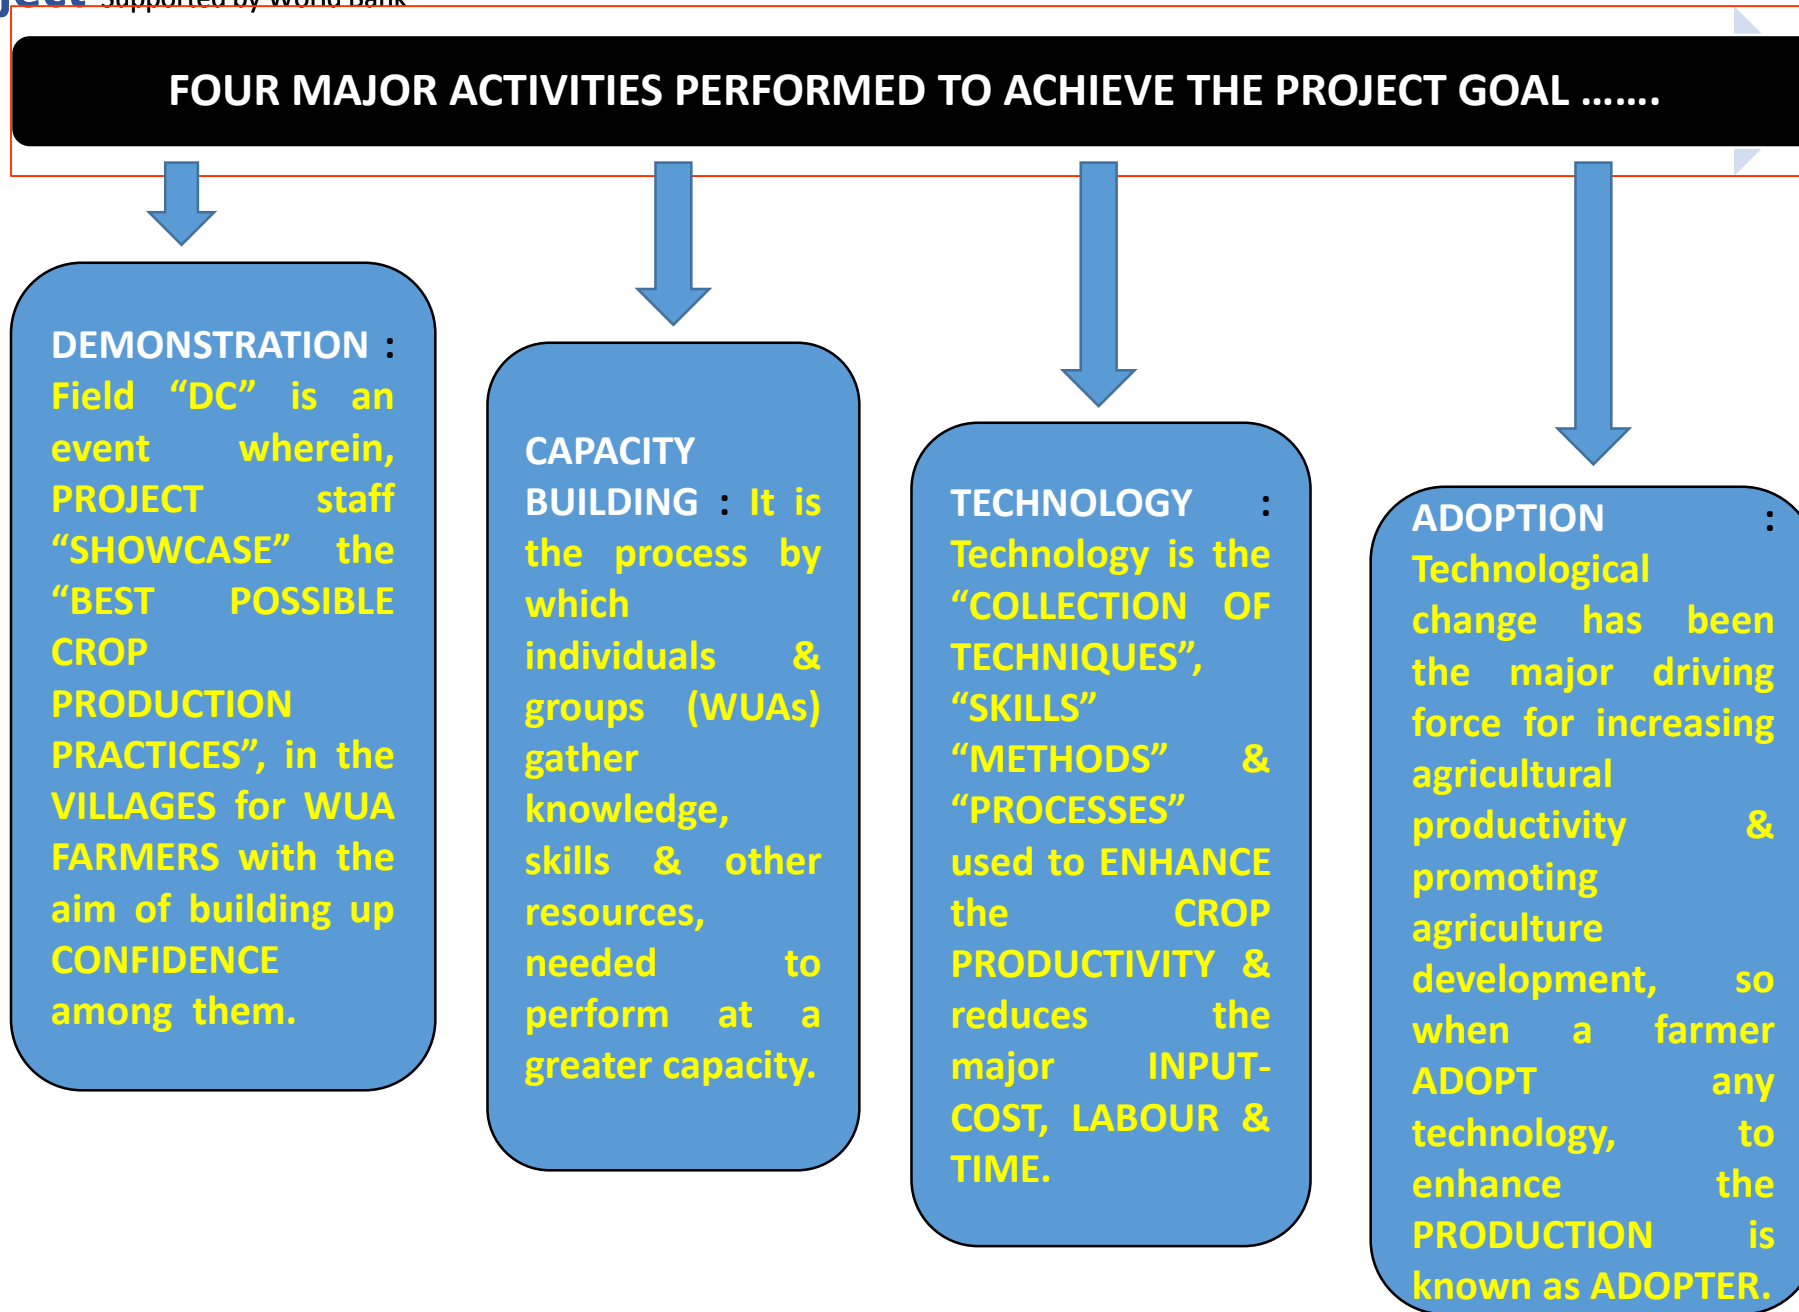 Supported by World Bank
FOUR MAJOR ACTIVITIES PERFORMED TO ACHIEVE THE PROJECT GOAL …….
DEMONSTRATION :
Field “DC” is an
event wherein,
PROJECT staff
“SHOWCASE” the
“BEST POSSIBLE
CROP
PRODUCTION
PRACTICES”, in the
VILLAGES for WUA
FARMERS with the
aim of building up
CONFIDENCE
among them.
CAPACITY
BUILDING : It is
the process by
which
individuals &
groups (WUAs)
gather
knowledge,
skills & other
resources,
needed to
perform at a
greater capacity.
TECHNOLOGY :
Technology is the
“COLLECTION OF
TECHNIQUES”,
“SKILLS”
“METHODS” &
“PROCESSES”
used to ENHANCE
the CROP
PRODUCTIVITY &
reduces the
major INPUT-
COST, LABOUR &
TIME.
ADOPTION :
Technological
change has been
the major driving
force for increasing
agricultural
productivity &
promoting
agriculture
development, so
when a farmer
ADOPT any
technology, to
enhance the
PRODUCTION is
known as ADOPTER.